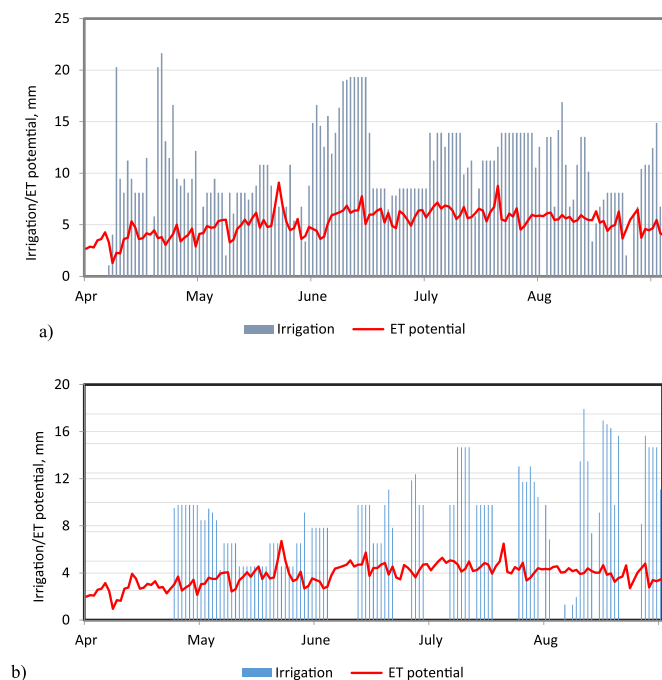 25
20
15
10
5
0
Irrigation/ET potential, mm
Apr May June July Aug
a)
Irrigation ET potential
20
16
12
8
4
0
Irrigation/ET potential, mm
Apr May June July Aug
b)
Irrigation ET potential